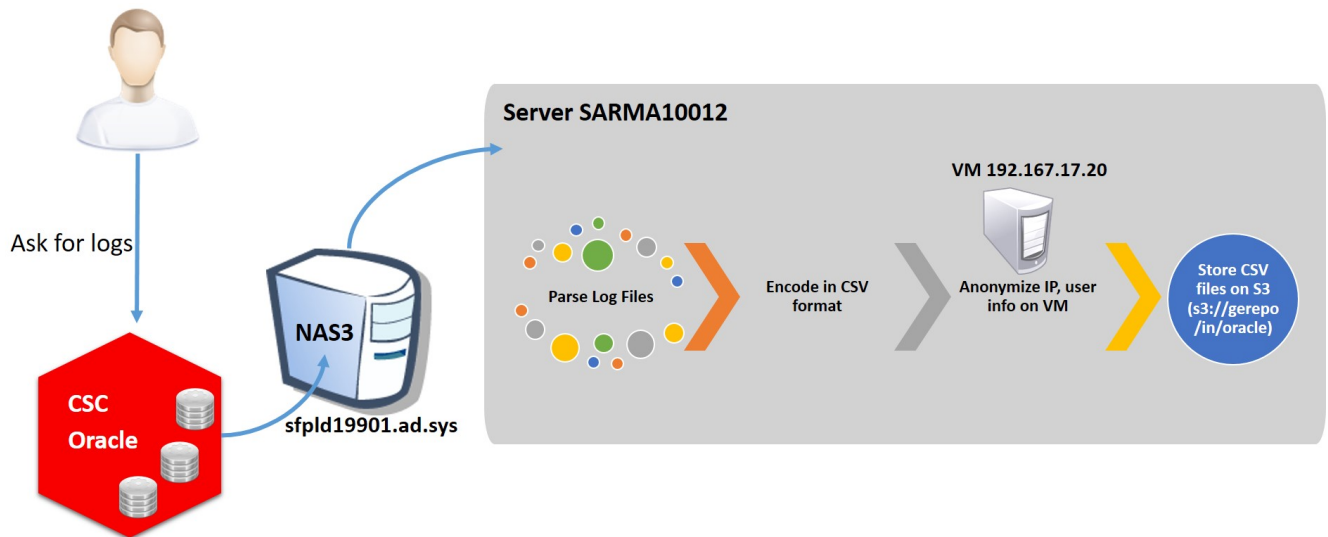 Ask for logs
CSC
Oracle
NAS3
sfpld19901.ad.sys
Server SARMA10012
Parse Log Files
Encode in CSV
format
VM 192.167.17.20
Anonymize IP, user
info on VM
Store CSV
files on S3
(s3://gerepo
/in/oracle)